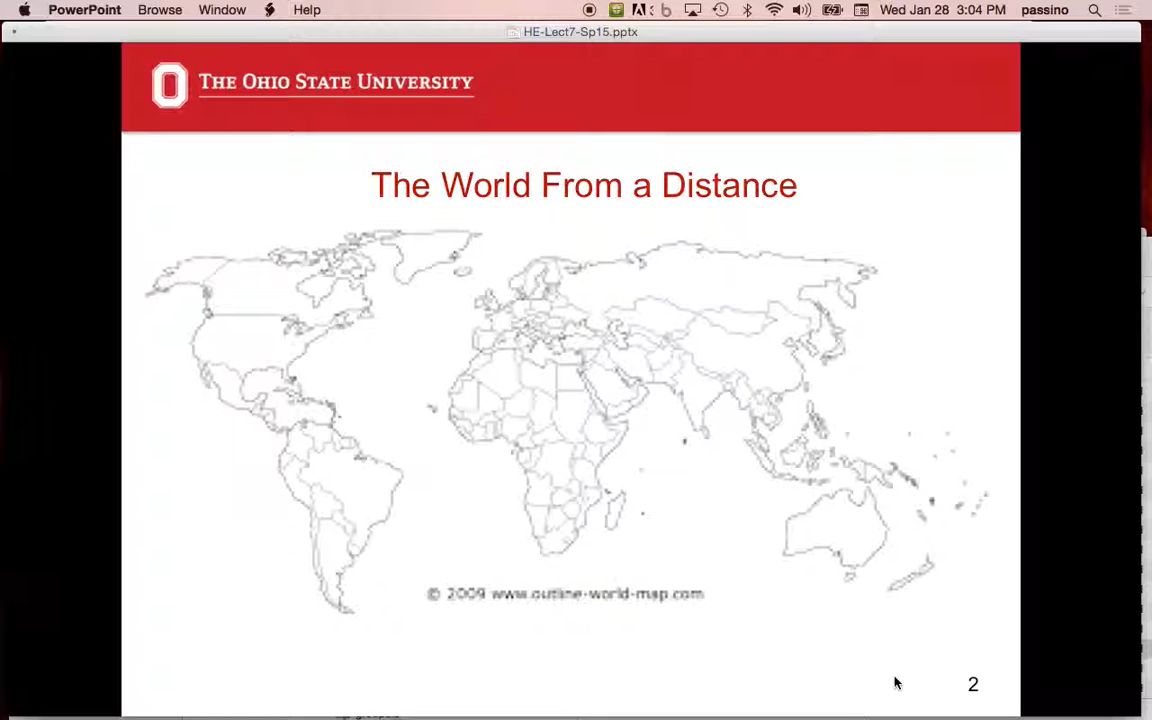 PowerPoint Browse Window Help Wed Jan 28 3:04 PM passino
HE-Lect7-Sp15.pptx
THE OHIO STATE UNIVERSITY
The World From a Distance
© 2009 www.outline-world-map.com
2